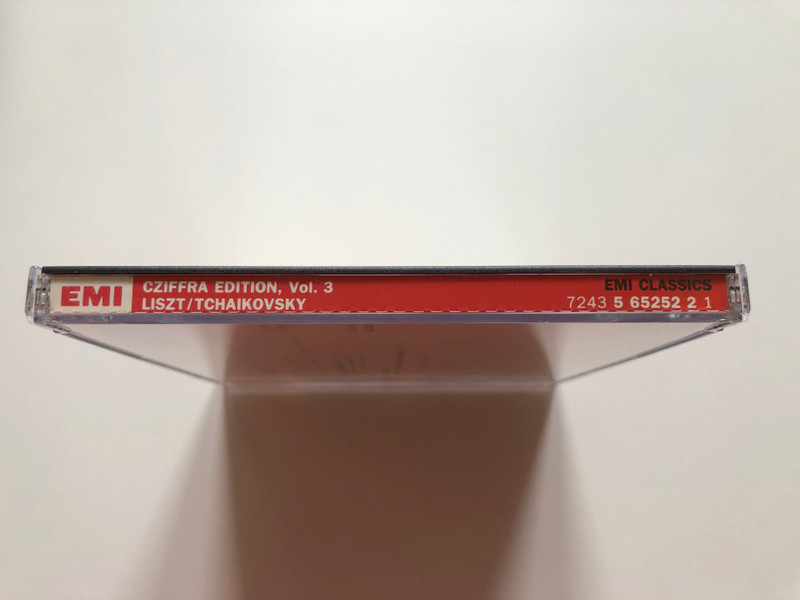 EMI
CZIFFRA EDITION, Vol. 3
LISZT/TCHAIKOVSKY
EMI CLASSICS
7243 5 65252 2 1